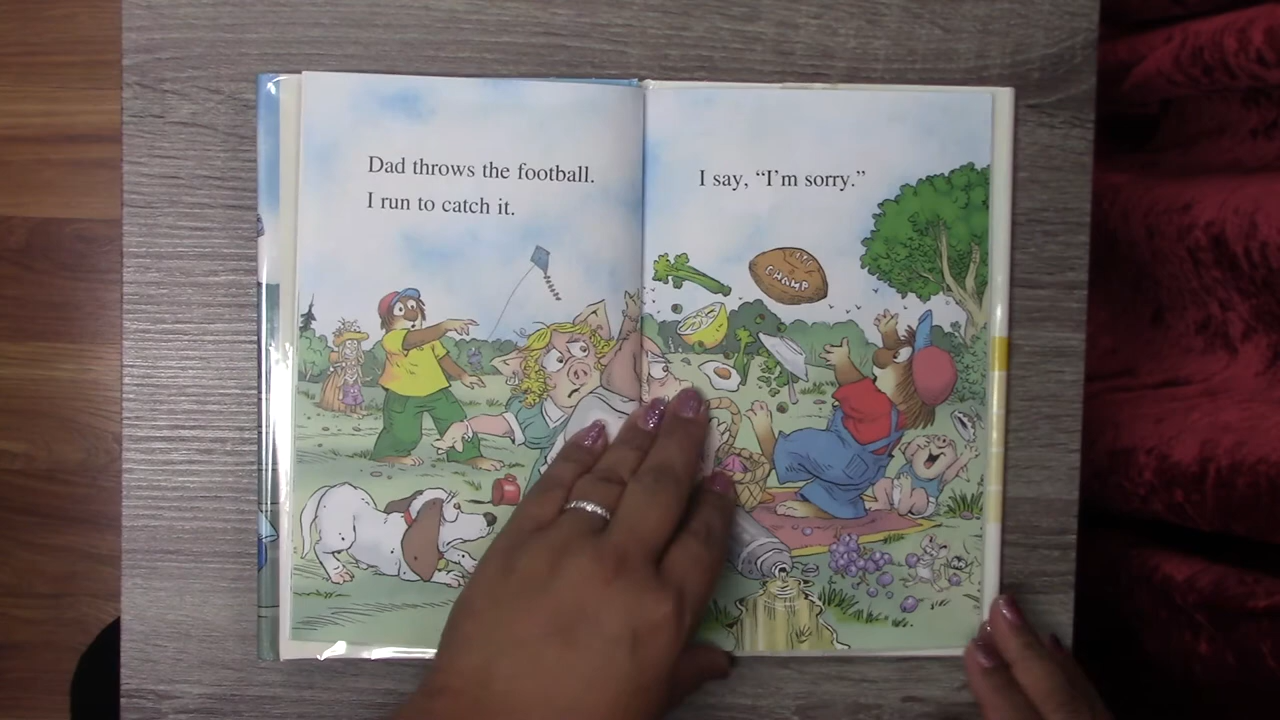 Dad throws the football.
I run to catch it.
I say, “I’m sorry.”
CHAMP